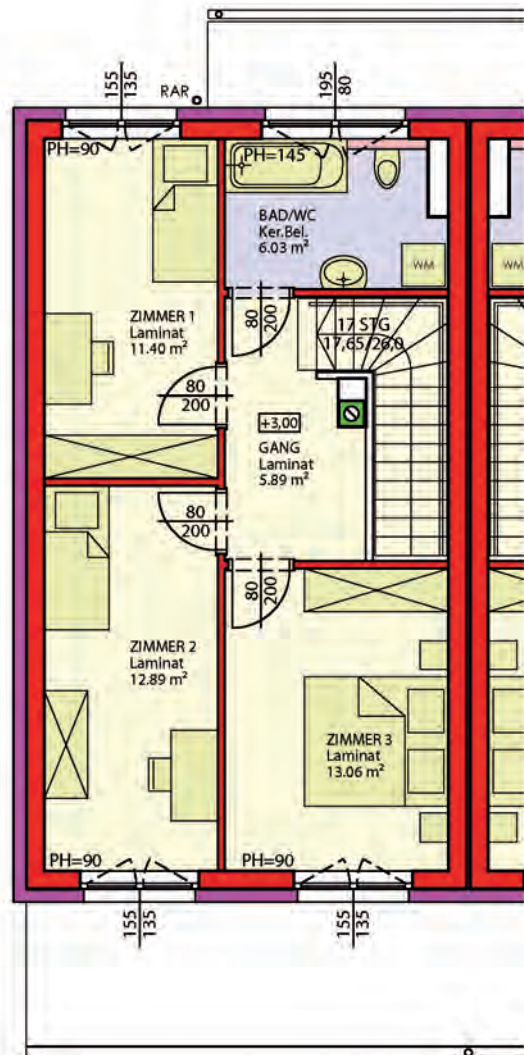 155
135
RAR
195
80
PH=90
PH=145
BAD/WC
Ker.Bel.
6.03 m²
WM
WM
ZIMMER 1
Laminat
11.40 m²
80
200
17 STG
17,65/26,0
80
200
+3,00
GANG
Laminat
5.89 m²
80
200
80
200
ZIMMER 2
Laminat
12.89 m²
ZIMMER 3
Laminat
13.06 m²
PH=90
PH=90
155
135
155
135